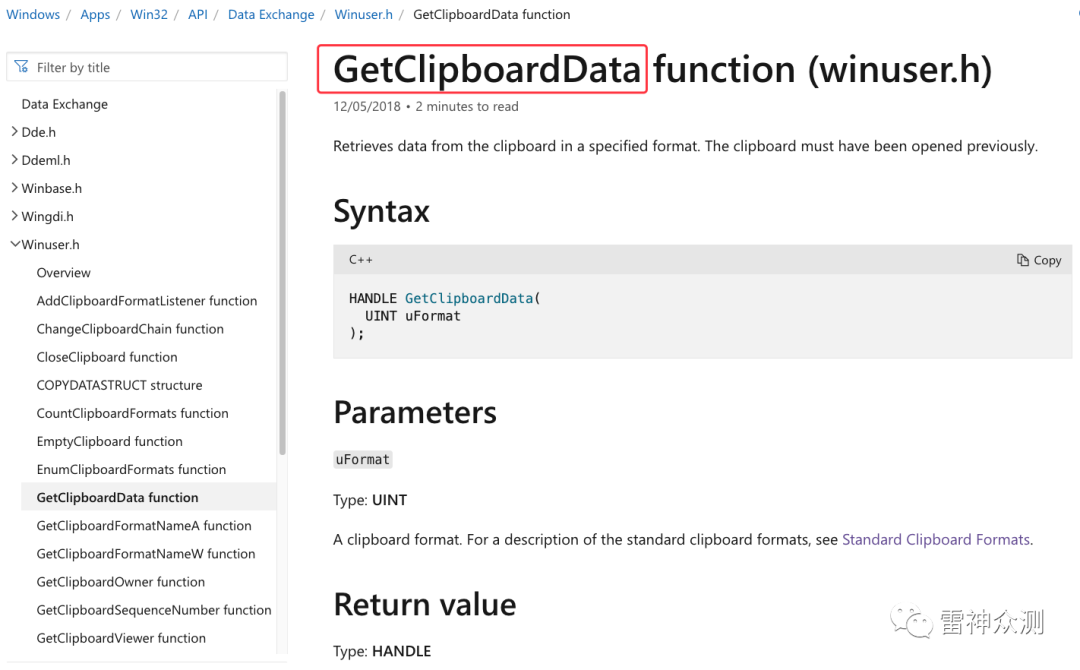 Windows / Apps / Win32 / API / Data Exchange / Winuser.h / GetClipboardData function
Filter by title
Data Exchange
Dde.h
Ddeml.h
Winbase.h
Wingdi.h
Winuser.h
Overview
AddClipboardFormatListener function
ChangeClipboardChain function
CloseClipboard function
COPYDATASTRUCT structure
CountClipboardFormats function
EmptyClipboard function
EnumClipboardFormats function
GetClipboardData function
GetClipboardFormatNameA function
GetClipboardFormatNameW function
GetClipboardOwner function
GetClipboardSequenceNumber function
GetClipboardViewer function
GetClipboardData function (winuser.h)
12/05/2018 • 2 minutes to read
Retrieves data from the clipboard in a specified format. The clipboard must have been opened previously.
Syntax
C++ Copy
HANDLE GetClipboardData(
  UINT uFormat
);
Parameters
uFormat
Type: UINT
A clipboard format. For a description of the standard clipboard formats, see Standard Clipboard Formats.
Return value
Type: HANDLE
雷神众测